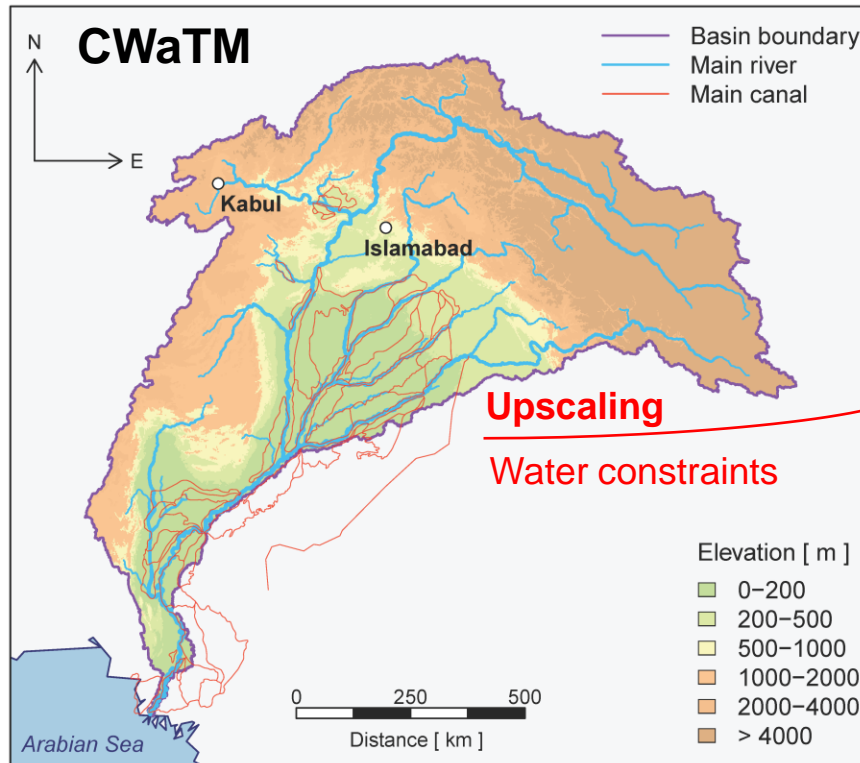 CWaTM
N
E
Basin boundary
Main river
Main canal
Kabul
Islamabad
Upscaling
Water constraints
Elevation [ m ]
0−200
200−500
500−1000
1000−2000
2000−4000
> 4000
0 250 500
Distance [ km ]
Arabian Sea